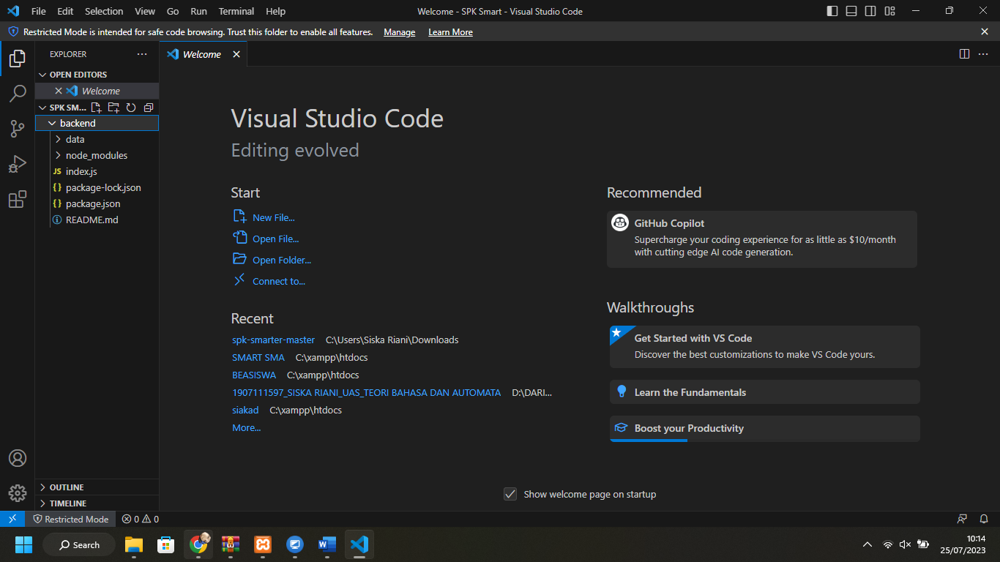 File Edit Selection View Go Run Terminal Help
Welcome - SPK Smart - Visual Studio Code
Restricted Mode is intended for safe code browsing. Trust this folder to enable all features. Manage Learn More
EXPLORER
OPEN EDITORS
Welcome
SPK SM...
backend
data
node_modules
JS index.js
{} package-lock.json
{} package.json
README.md
OUTLINE
TIMELINE
Welcome
Visual Studio Code
Editing evolved
Start
New File...
Open File...
Open Folder...
Connect to...
Recent
spk-smarter-master C:\Users\Siska Riani\Downloads
SMART SMA C:\xampp\htdocs
BEASISWA C:\xampp\htdocs
1907111597_SISKA RIANI_UAS_TEORI BAHASA DAN AUTOMATA D:\DARI...
siakad C:\xampp\htdocs
More...
Recommended
GitHub Copilot
Supercharge your coding experience for as little as $10/month
with cutting edge AI code generation.
Walkthroughs
Get Started with VS Code
Discover the best customizations to make VS Code yours.
Learn the Fundamentals
Boost your Productivity
Show welcome page on startup
Restricted Mode 0 0
Search
10:14
25/07/2023